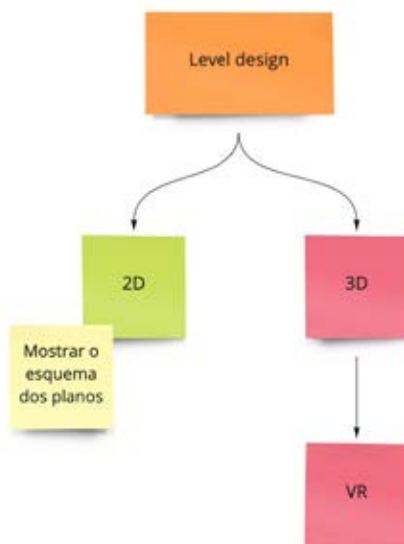 Level design
2D
3D
Mostrar o
esquema
dos planos
VR